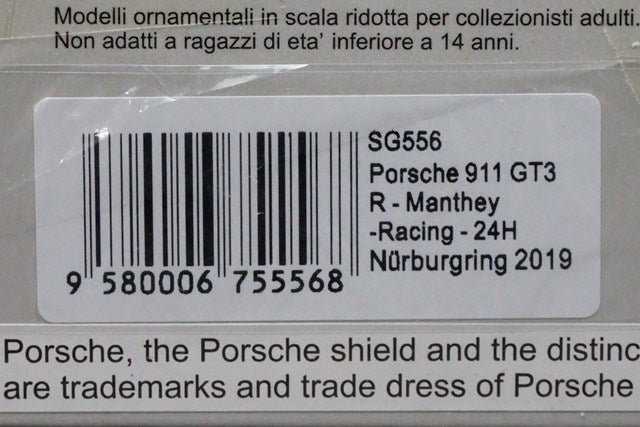 Modelli ornamentali in scala ridotta per collezionisti adulti.
Non adatti a ragazzi di eta' inferiore a 14 anni.
SG556
Porsche 911 GT3
R - Manthey
-Racing - 24H
Nürburgring 2019
9 580006 755568
Porsche, the Porsche shield and the distinc
are trademarks and trade dress of Porsche